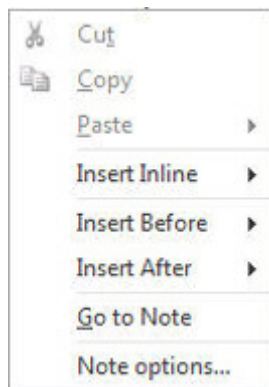 Cut
Copy
Paste
Insert Inline
Insert Before
Insert After
Go to Note
Note options...